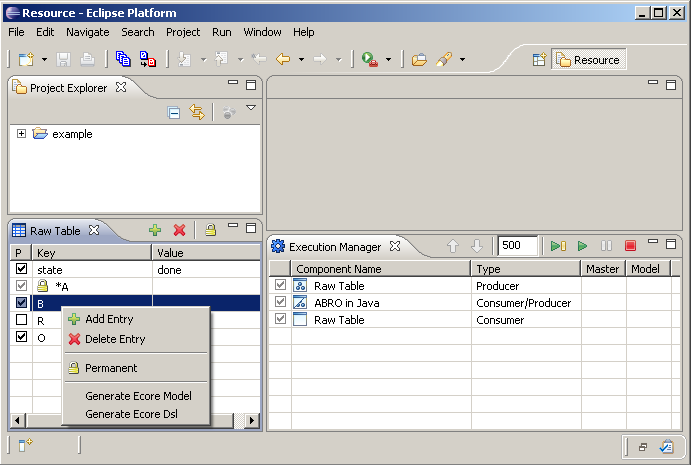 Resource - Eclipse Platform
File Edit Navigate Search Project Run Window Help
Resource
Project Explorer
example
Raw Table
P Key Value
state done
*A
B
R
O
Add Entry
Delete Entry
Permanent
Generate Ecore Model
Generate Ecore Dsl
Execution Manager 500
Component Name Type Master Model
Raw Table Producer
ABRO in Java Consumer/Producer
Raw Table Consumer